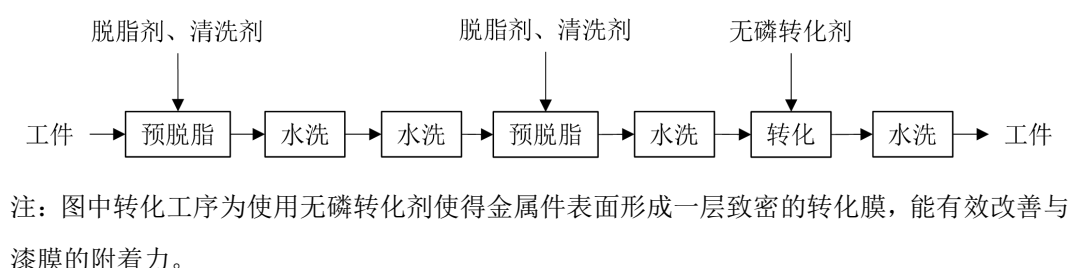 脱脂剂、清洗剂 脱脂剂、清洗剂 无磷转化剂
工件 预脱脂 水洗 水洗 预脱脂 水洗 转化 水洗 工件
注：图中转化工序为使用无磷转化剂使得金属件表面形成一层致密的转化膜，能有效改善与
漆膜的附着力。